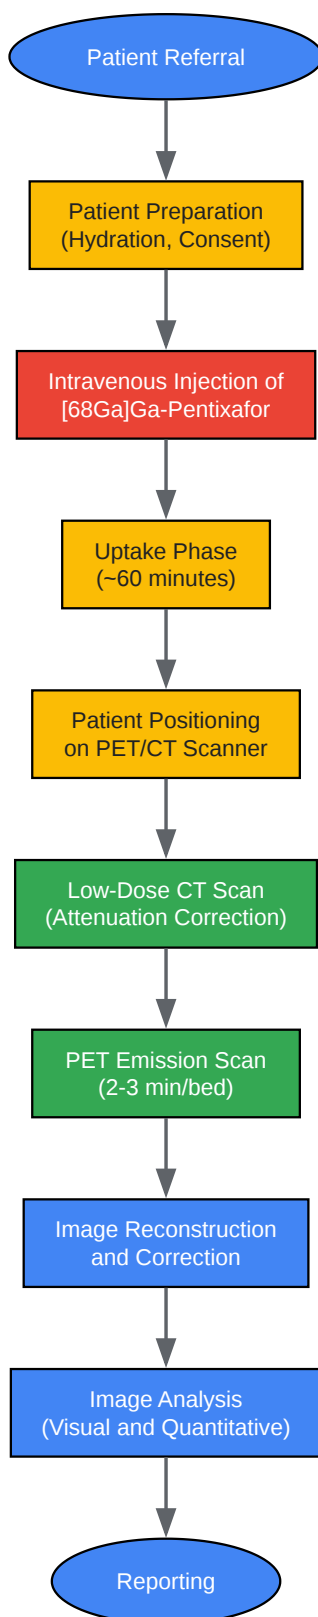 Patient Referral
Patient Preparation
(Hydration, Consent)
Intravenous Injection of
[68Ga]Ga-Pentixafor
Uptake Phase
(~60 minutes)
Patient Positioning
on PET/CT Scanner
Low-Dose CT Scan
(Attenuation Correction)
PET Emission Scan
(2-3 min/bed)
Image Reconstruction
and Correction
Image Analysis
(Visual and Quantitative)
Reporting